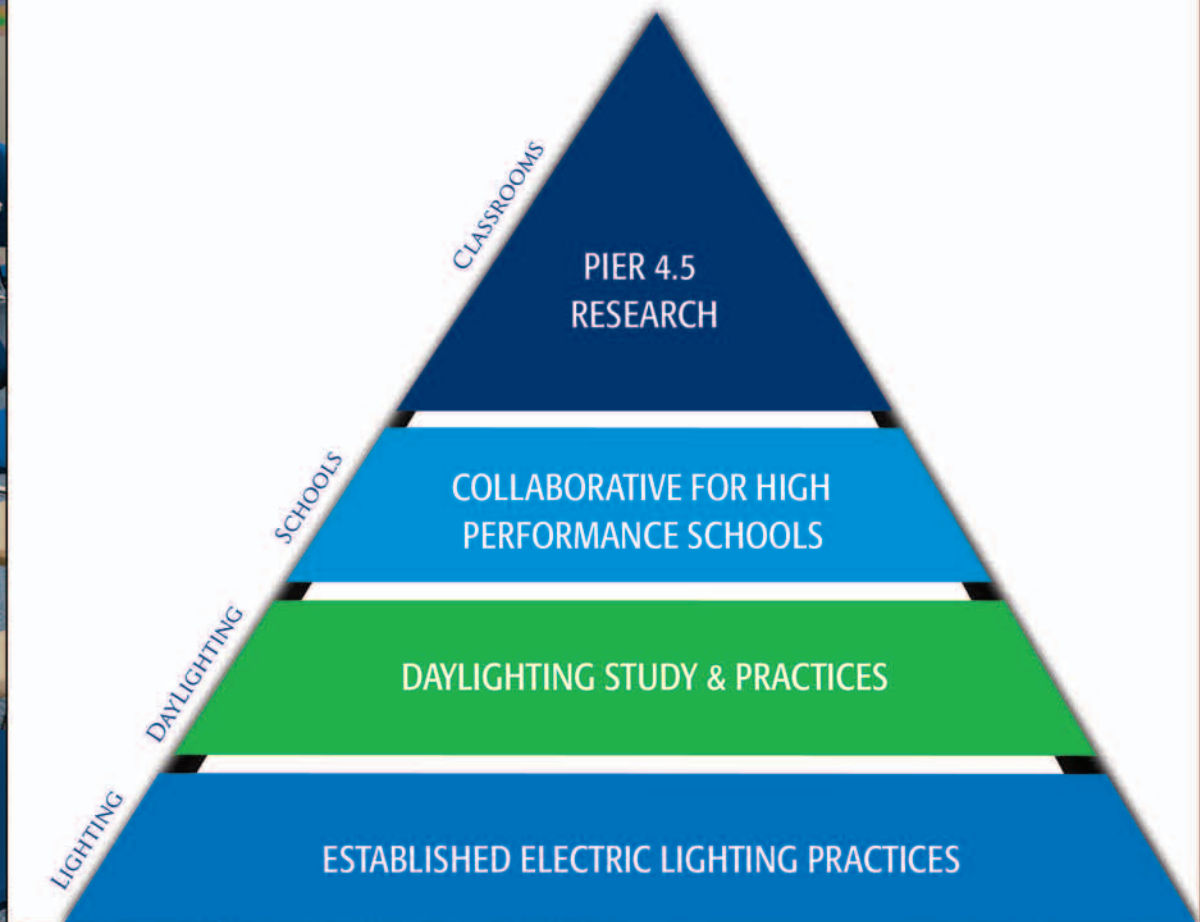 CLASSROOMS
PIER 4.5
RESEARCH
SCHOOLS
COLLABORATIVE FOR HIGH
PERFORMANCE SCHOOLS
DAYLIGHTING
DAYLIGHTING STUDY & PRACTICES
LIGHTING
ESTABLISHED ELECTRIC LIGHTING PRACTICES